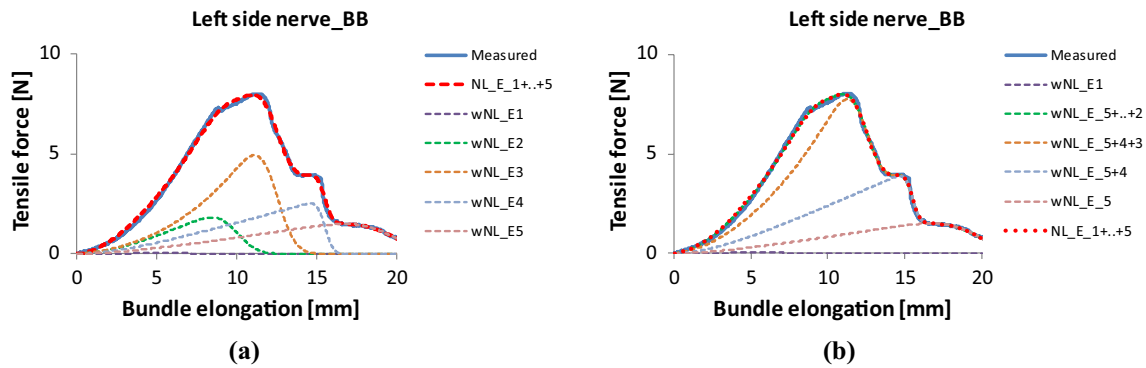 Left side nerve_BB
10
5
0
Tensile force [N]
0 5 10 15 20
Bundle elongation [mm]
Measured
NL_E_1+..+5
wNL_E1
wNL_E2
wNL_E3
wNL_E4
wNL_E5
(a)
Left side nerve_BB
10
5
0
Tensile force [N]
0 5 10 15 20
Bundle elongation [mm]
Measured
wNL_E1
wNL_E_5+..+2
wNL_E_5+4+3
wNL_E_5+4
wNL_E_5
NL_E_1+..+5
(b)